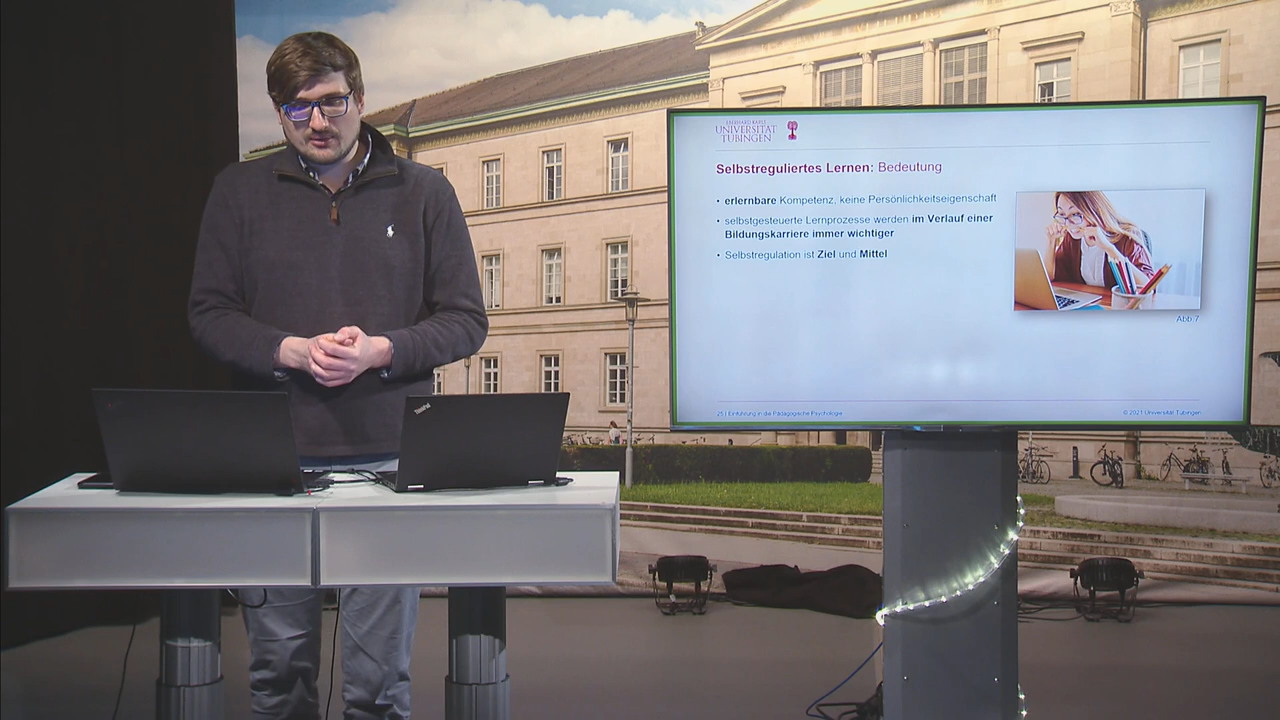 EBERHARD KARLS
UNIVERSITÄT
TÜBINGEN
Selbstreguliertes Lernen: Bedeutung
• erlernbare Kompetenz, keine Persönlichkeitseigenschaft
• selbstgesteuerte Lernprozesse werden im Verlauf einer
Bildungskarriere immer wichtiger
• Selbstregulation ist Ziel und Mittel
Abb.7
25 | Einführung in die Pädagogische Psychologie
© 2021 Universität Tübingen
ThinkPad